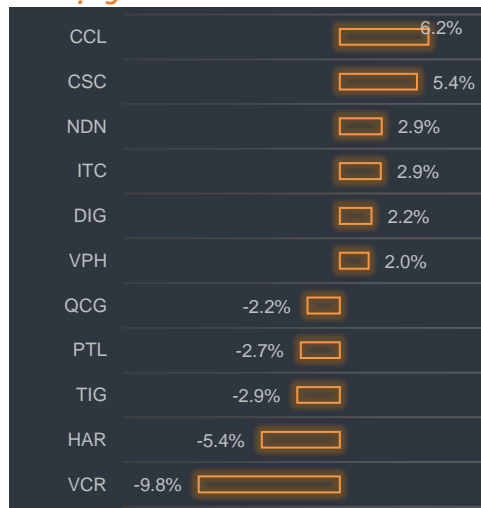 CCL 6.2%
CSC 5.4%
NDN 2.9%
ITC 2.9%
DIG 2.2%
VPH 2.0%
QCG -2.2%
PTL -2.7%
TIG -2.9%
HAR -5.4%
VCR -9.8%